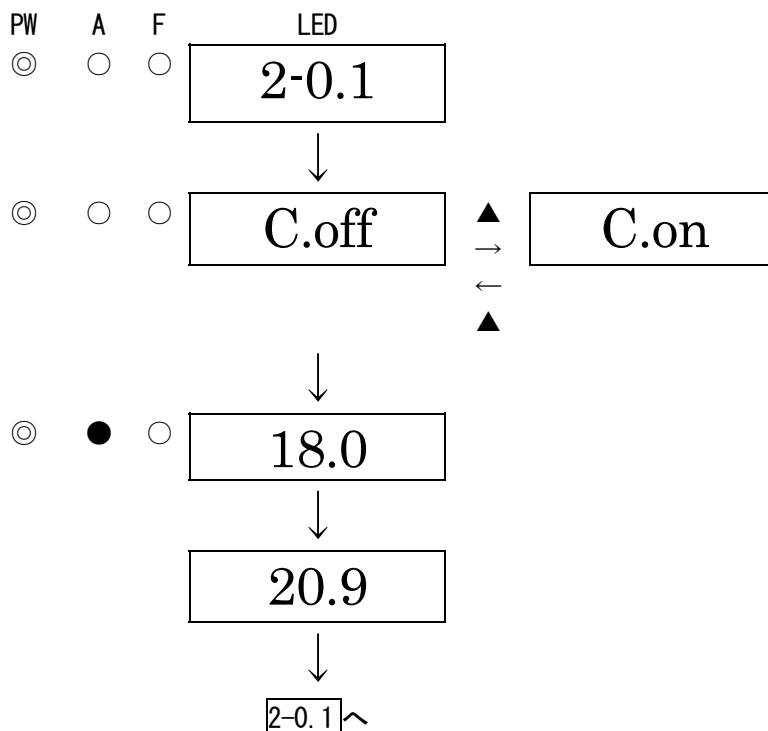 PW A F LED
◎ ○ ○ 2-0.1
↓
◎ ○ ○ C.off ▲ C.on
→
←
▲
↓
◎ ● ○ 18.0
↓
20.9
↓
2-0.1へ